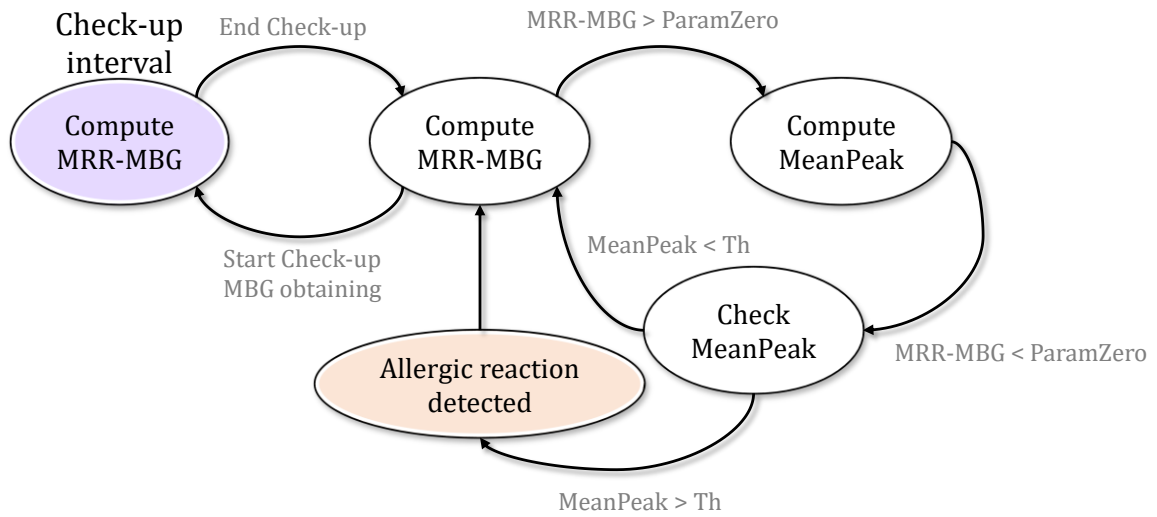 Check-up
interval
End Check-up
MRR-MBG > ParamZero
Compute
MRR-MBG
Compute
MRR-MBG
Compute
MeanPeak
Start Check-up
MBG obtaining
MeanPeak < Th
Check
MeanPeak
MRR-MBG < ParamZero
Allergic reaction
detected
MeanPeak > Th